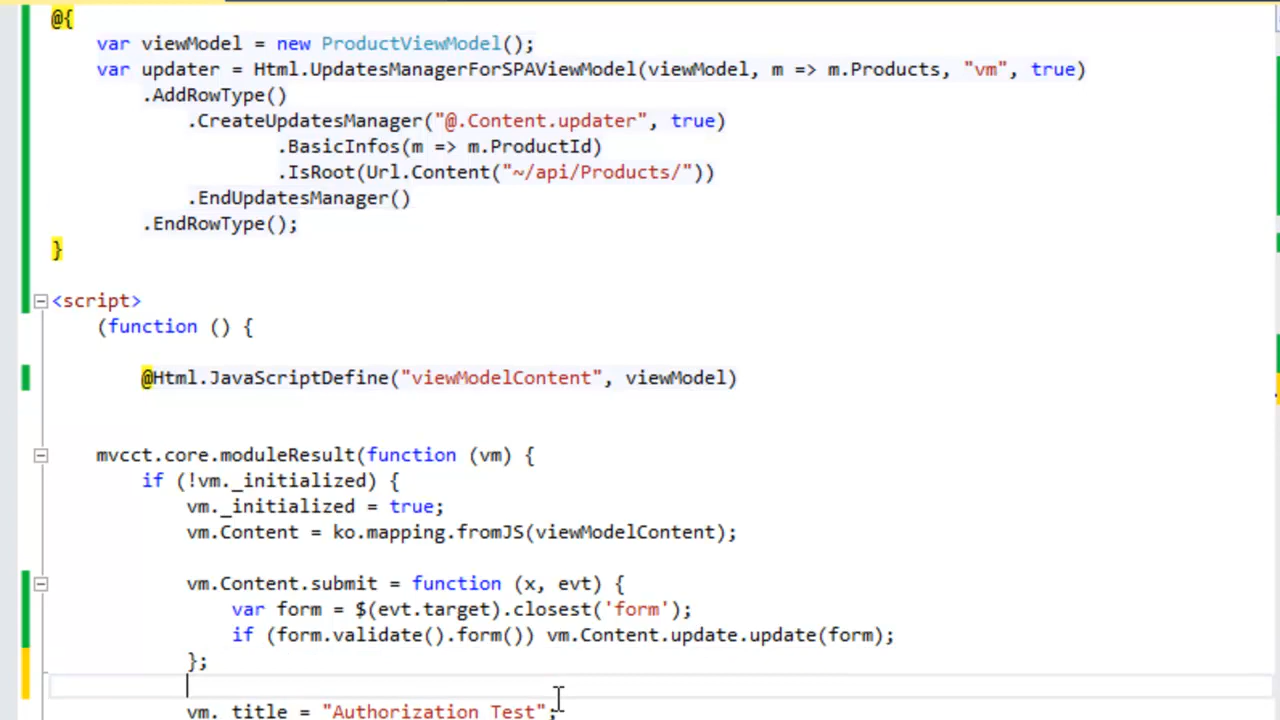 @{
var viewModel = new ProductViewModel();
var updater = Html.UpdatesManagerForSPAViewModel(viewModel, m => m.Products, "vm", true)
.AddRowType()
.CreateUpdatesManager("@.Content.updater", true)
.BasicInfos(m => m.ProductId)
.IsRoot(Url.Content("~/api/Products/"))
.EndUpdatesManager()
.EndRowType();
}
<script>
(function () {
@Html.JavaScriptDefine("viewModelContent", viewModel)
mvcct.core.moduleResult(function (vm) {
if (!vm._initialized) {
vm._initialized = true;
vm.Content = ko.mapping.fromJS(viewModelContent);
vm.Content.submit = function (x, evt) {
var form = $(evt.target).closest('form');
if (form.validate().form()) vm.Content.update.update(form);
};
vm. title = "Authorization Test";